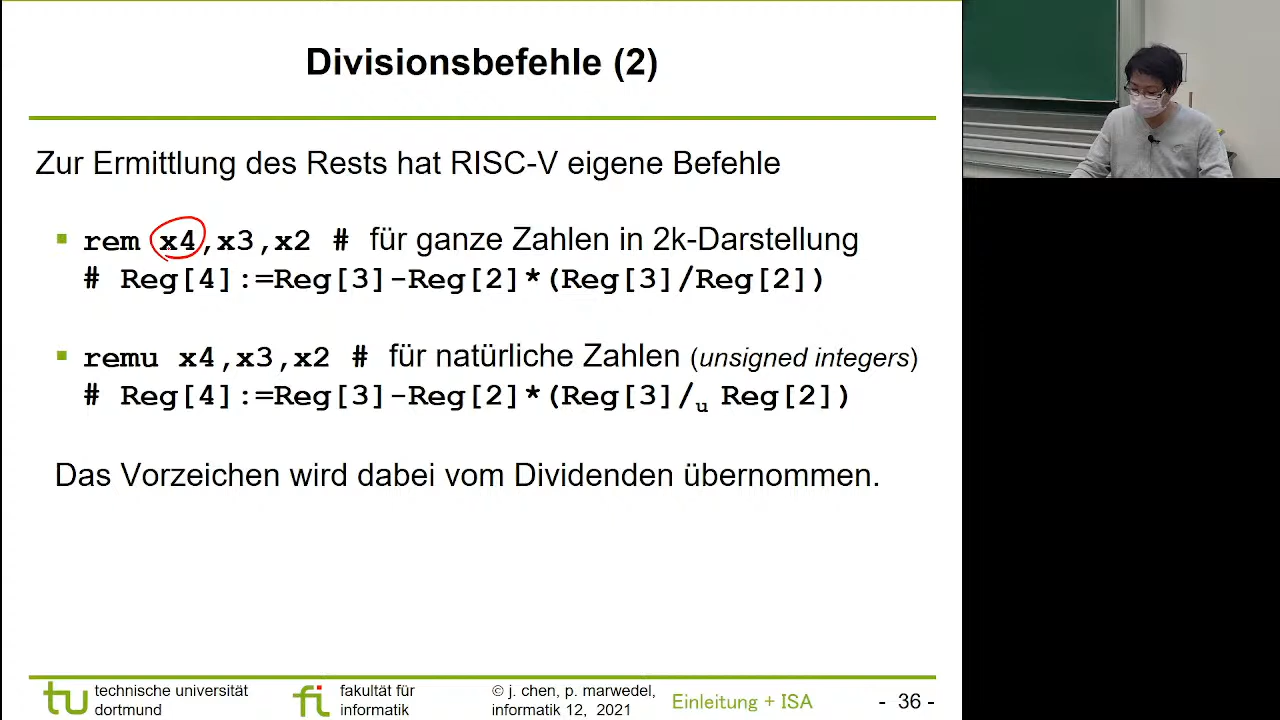 Divisionsbefehle (2)
Zur Ermittlung des Rests hat RISC-V eigene Befehle
▪ rem x4,x3,x2 # für ganze Zahlen in 2k-Darstellung
# Reg[4]:=Reg[3]-Reg[2]*(Reg[3]/Reg[2])
▪ remu x4,x3,x2 # für natürliche Zahlen (unsigned integers)
# Reg[4]:=Reg[3]-Reg[2]*(Reg[3]/u Reg[2])
Das Vorzeichen wird dabei vom Dividenden übernommen.
tu technische universität
dortmund
fi fakultät für
informatik
© j. chen, p. marwedel,
informatik 12, 2021
Einleitung + ISA
- 36 -